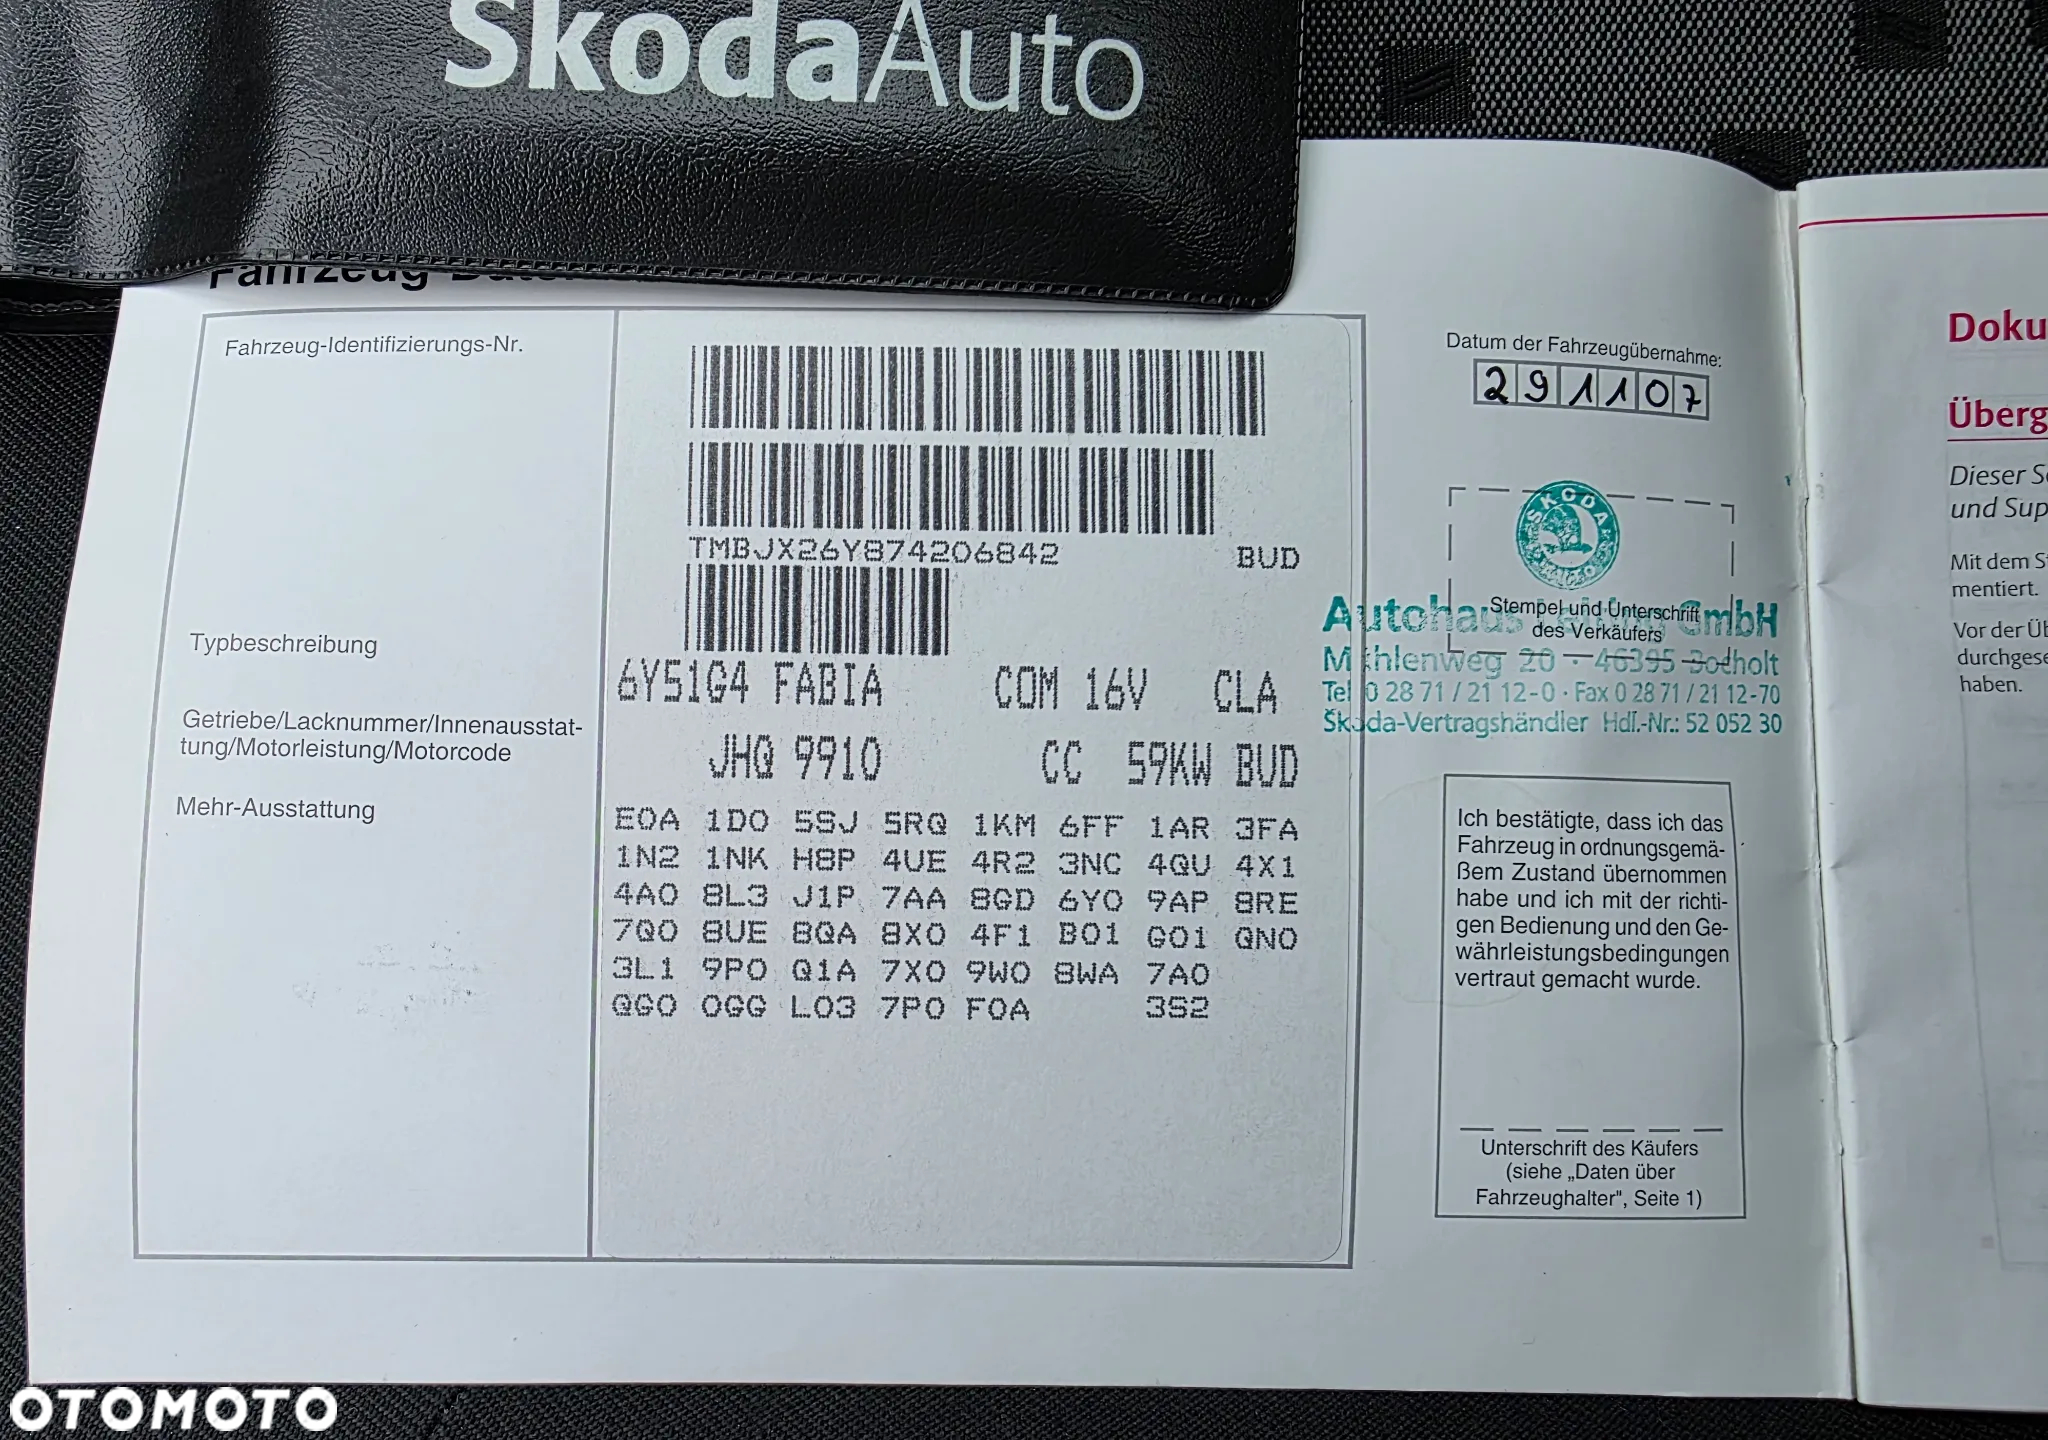 ŠkodaAuto
Fahrzeug-Daten
Fahrzeug-Identifizierungs-Nr.
TMBJX26Y874206842 BUD
Typbeschreibung
6Y51G4 FABIA COM 16V CLA
Getriebe/Lacknummer/Innenausstat-
tung/Motorleistung/Motorcode
JHQ 9910 CC 59KW BUD
Mehr-Ausstattung
E0A 1D0 5SJ 5RQ 1KM 6FF 1AR 3FA
1N2 1NK H8P 4UE 4R2 3NC 4QU 4X1
4A0 8L3 J1P 7AA 8GD 6Y0 9AP 8RE
7Q0 8UE 8QA 8X0 4F1 B01 G01 QN0
3L1 9P0 Q1A 7X0 9W0 8WA 7A0
QG0 0GG L03 7P0 F0A 3S2
Datum der Fahrzeugübernahme:
291107
SKODA
Stempel und Unterschrift
des Verkäufers
Autohaus GmbH
Mühlenweg 20 · 46395 Bocholt
Tel 0 28 71 / 21 12-0 · Fax 0 28 71 / 21 12-70
Škoda-Vertragshändler Hdl.-Nr.: 52 052 30
Ich bestätigte, dass ich das
Fahrzeug in ordnungsgemä-
ßem Zustand übernommen
habe und ich mit der richti-
gen Bedienung und den Ge-
währleistungsbedingungen
vertraut gemacht wurde.
Unterschrift des Käufers
(siehe „Daten über
Fahrzeughalter", Seite 1)
Doku
Überg
Dieser S
und Sup
Mit dem S
mentiert.
Vor der Üb
durchgese
haben.
OTOMOTO